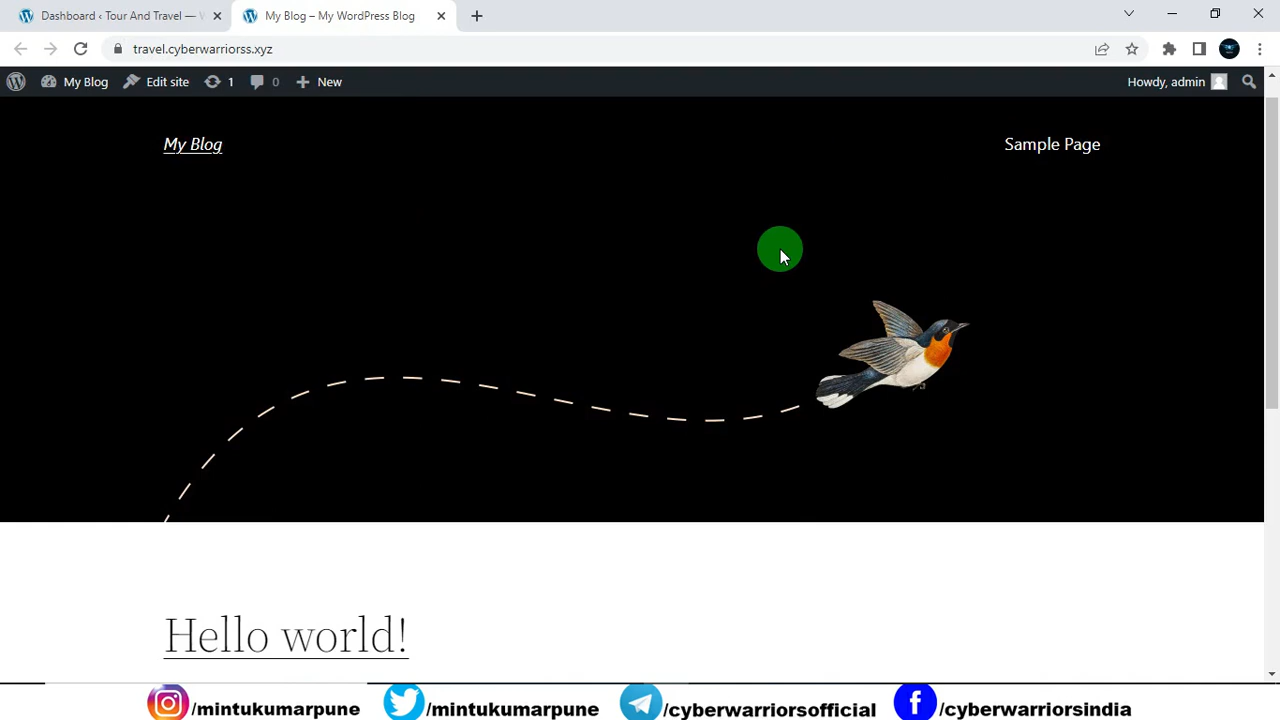 Dashboard ‹ Tour And Travel —
My Blog – My WordPress Blog
travel.cyberwarriorss.xyz
My Blog
Edit site
1
0
New
Howdy, admin
My Blog
Sample Page
Hello world!
/mintukumarpune
/mintukumarpune
/cyberwarriorsofficial
/cyberwarriorsindia